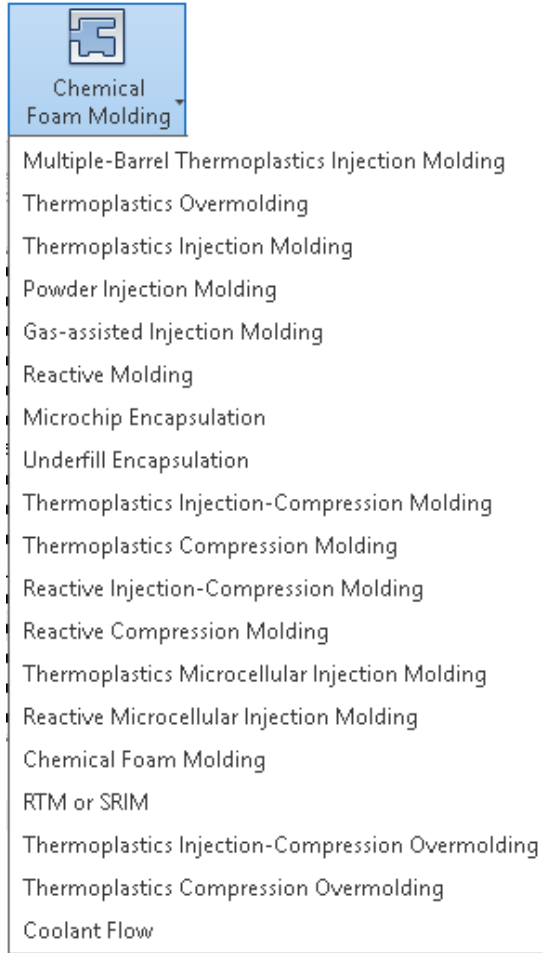 Chemical
Foam Molding
Multiple-Barrel Thermoplastics Injection Molding
Thermoplastics Overmolding
Thermoplastics Injection Molding
Powder Injection Molding
Gas-assisted Injection Molding
Reactive Molding
Microchip Encapsulation
Underfill Encapsulation
Thermoplastics Injection-Compression Molding
Thermoplastics Compression Molding
Reactive Injection-Compression Molding
Reactive Compression Molding
Thermoplastics Microcellular Injection Molding
Reactive Microcellular Injection Molding
Chemical Foam Molding
RTM or SRIM
Thermoplastics Injection-Compression Overmolding
Thermoplastics Compression Overmolding
Coolant Flow